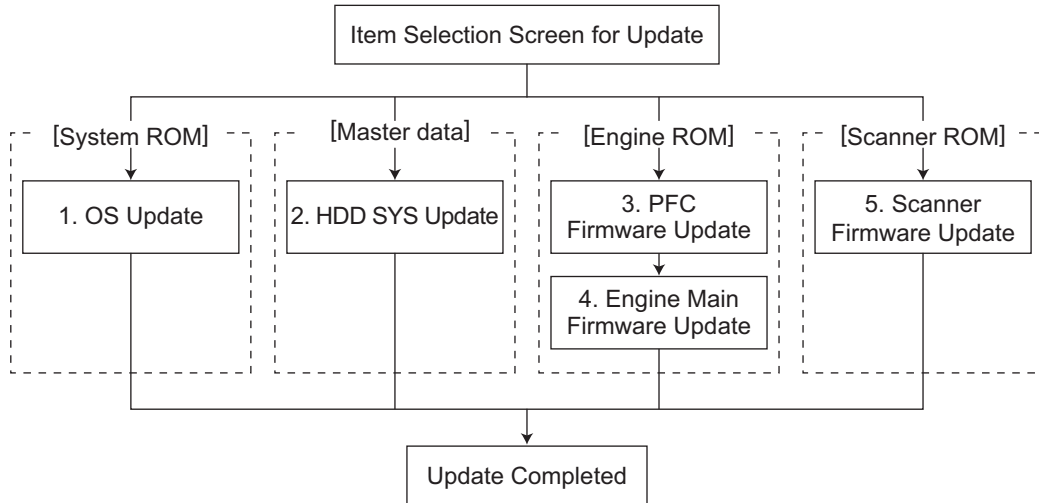 Item Selection Screen for Update
[System ROM]
[Master data]
[Engine ROM]
[Scanner ROM]
1. OS Update
2. HDD SYS Update
3. PFC
Firmware Update
5. Scanner
Firmware Update
4. Engine Main
Firmware Update
Update Completed